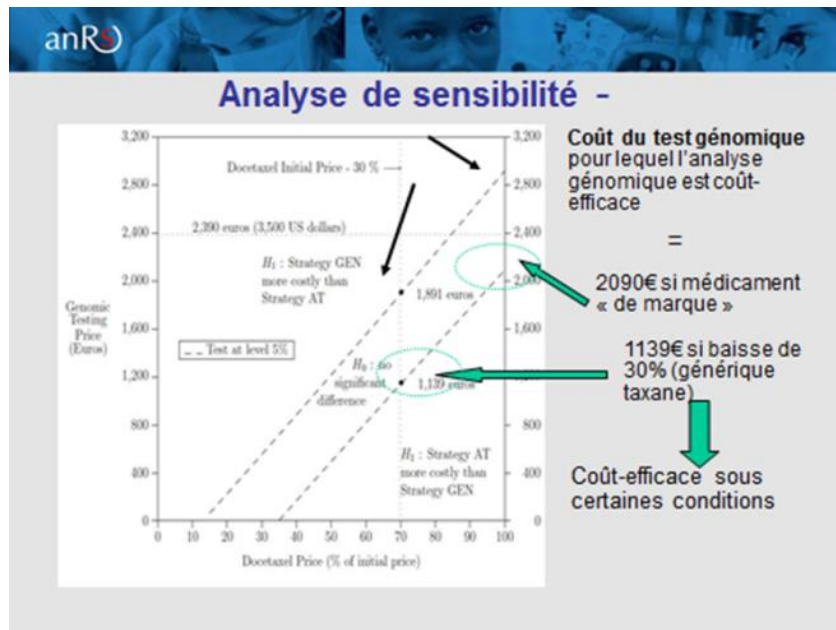 anRS
Analyse de sensibilité -
3,200
2,800
2,400
2,000
1,600
1,200
800
400
0
Genomic
Testing
Price
(Euros)
Docetaxel Initial Price - 30 %
2,390 euros (3,500 US dollars)
H1 : Strategy GEN
more costly than
Strategy AT
1,891 euros
_ _ Test at level 5%
H0 : no
significant
difference
1,139 euros
H1 : Strategy AT
more costly than
Strategy GEN
3,200
2,800
2,400
2,000
1,600
800
400
0
0 10 20 30 40 50 60 70 80 90 100
Docetaxel Price (% of initial price)
Coût du test génomique
pour lequel l'analyse
génomique est coût-
efficace
=
2090€ si médicament
« de marque »
1139€ si baisse de
30% (générique
taxane)
Coût-efficace sous
certaines conditions